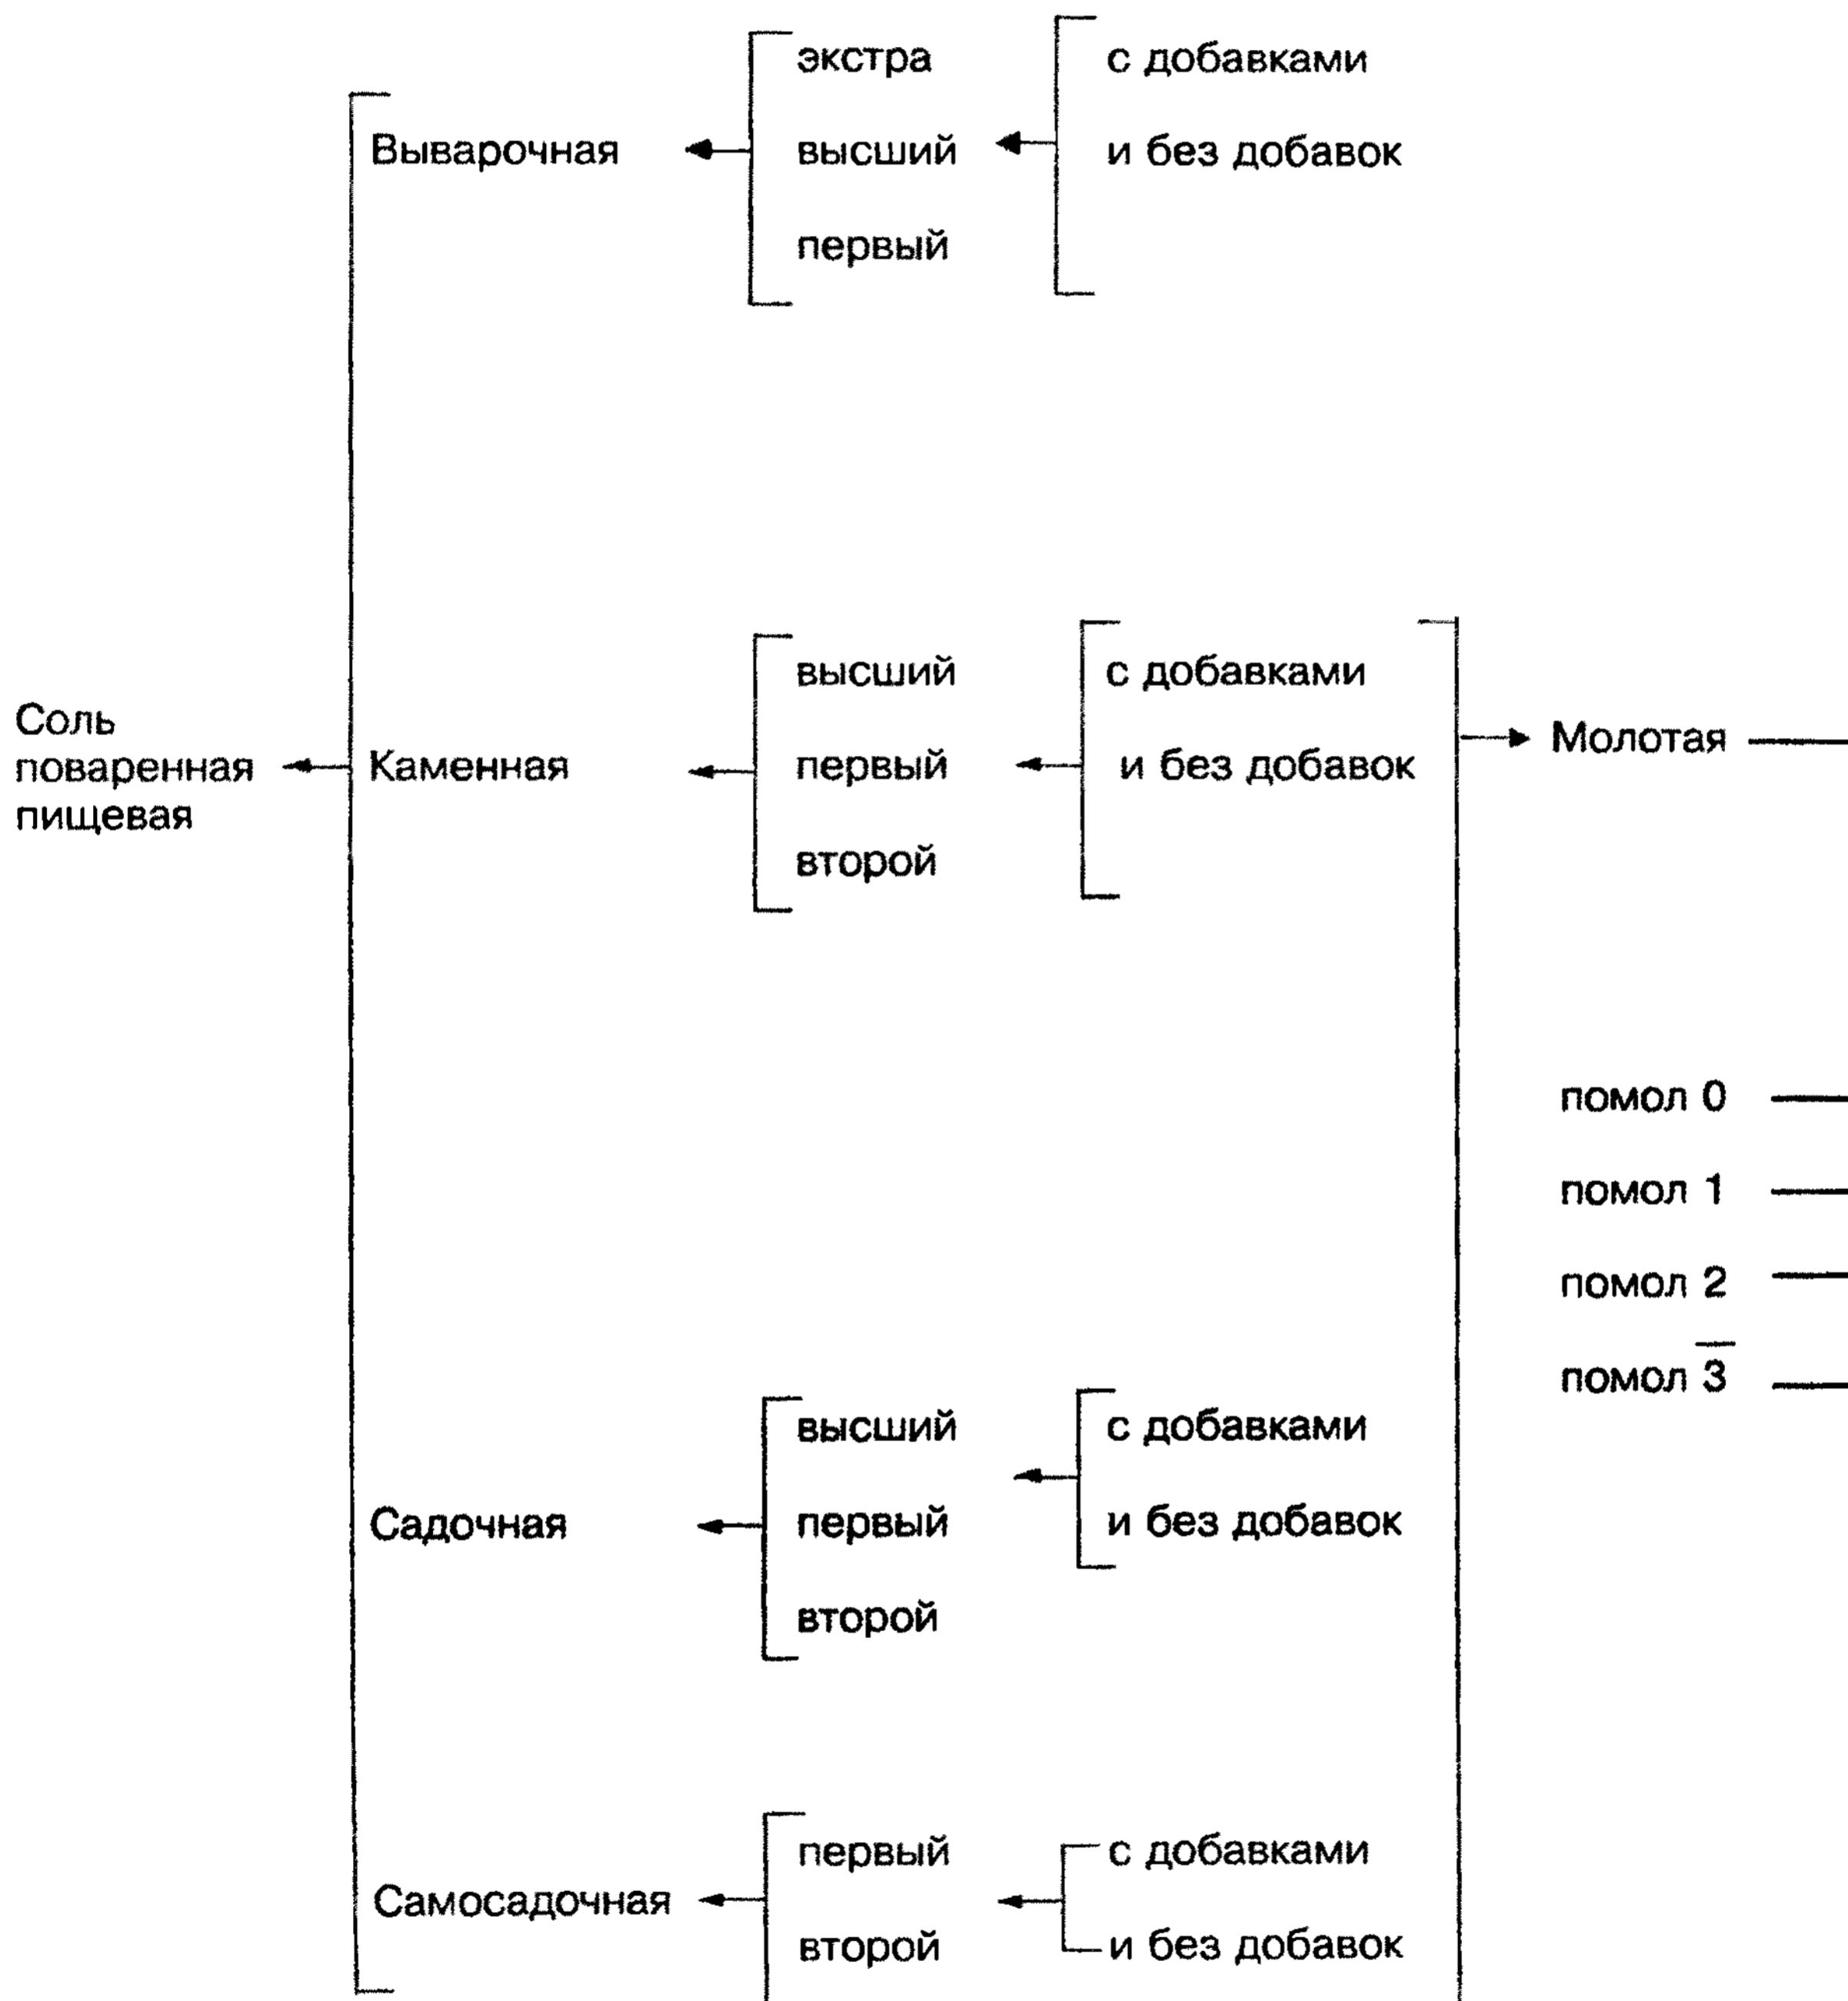 экстра
высший
первый
с добавками
и без добавок
Выварочная
Соль
поваренная
пищевая
Каменная
высший
первый
второй
с добавками
и без добавок
Молотая
помол 0
помол 1
помол 2
помол 3
Садочная
высший
первый
второй
с добавками
и без добавок
Самосадочная
первый
второй
с добавками
и без добавок